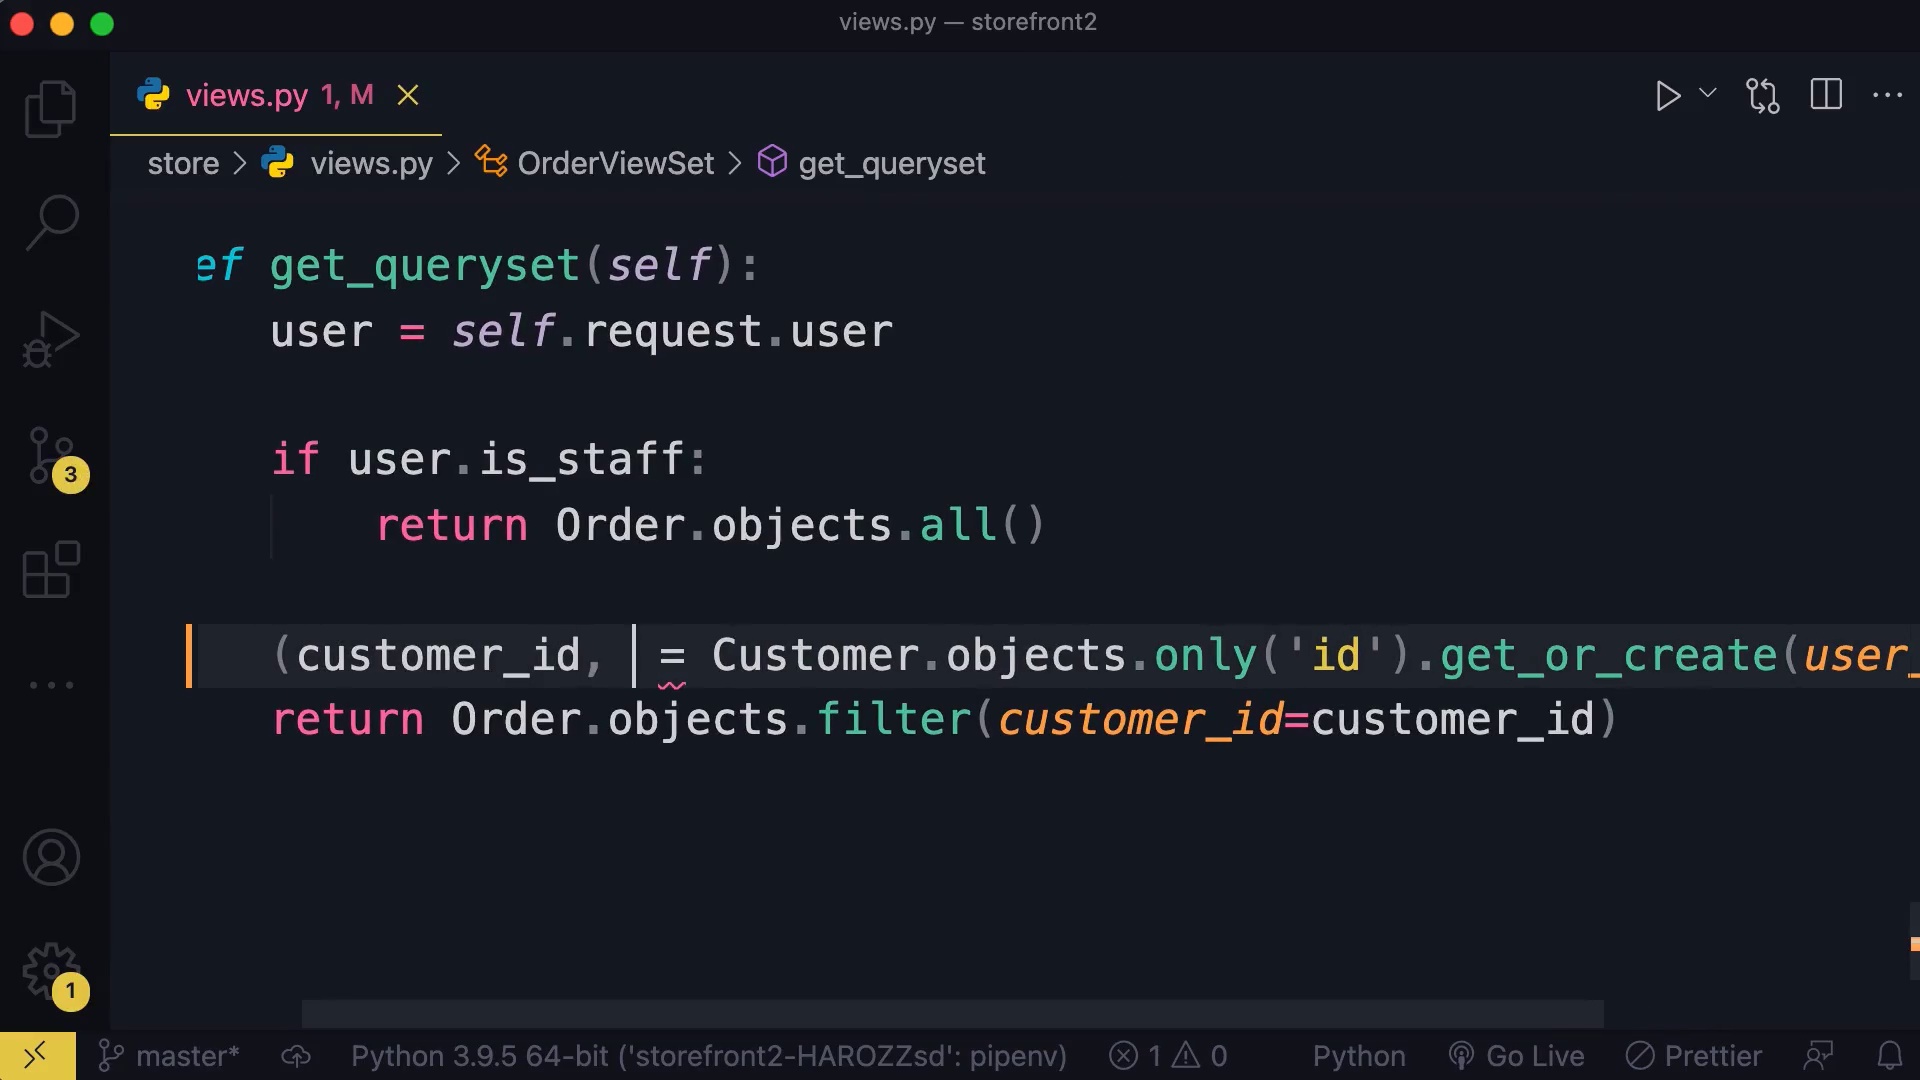 views.py — storefront2
views.py 1, M
store > views.py > OrderViewSet > get_queryset
ef get_queryset(self):
user = self.request.user
if user.is_staff:
return Order.objects.all()
(customer_id, = Customer.objects.only('id').get_or_create(user_
return Order.objects.filter(customer_id=customer_id)
3
1
master* Python 3.9.5 64-bit ('storefront2-HAROZZsd': pipenv) 1 0 Python Go Live Prettier